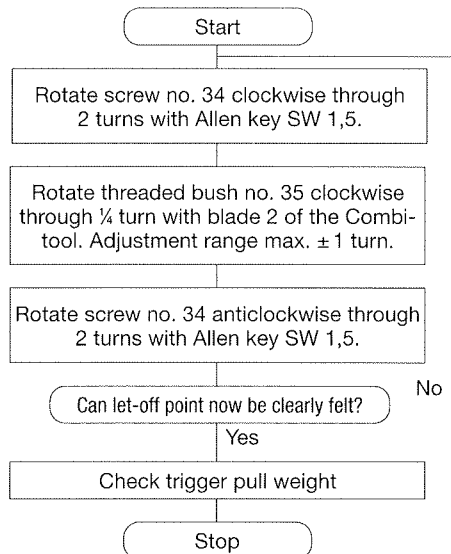 Start
Rotate screw no. 34 clockwise through
2 turns with Allen key SW 1,5.
Rotate threaded bush no. 35 clockwise
through ¼ turn with blade 2 of the Combi-
tool. Adjustment range max. ± 1 turn.
Rotate screw no. 34 anticlockwise through
2 turns with Allen key SW 1,5.
Can let-off point now be clearly felt?
No
Yes
Check trigger pull weight
Stop